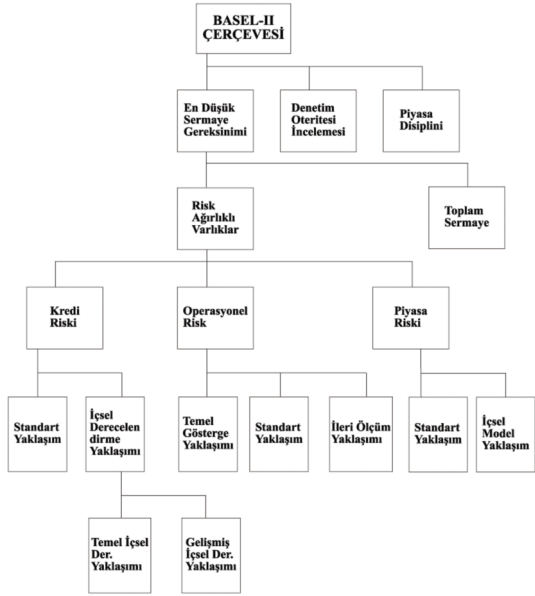 BASEL-II
ÇERÇEVESİ
En Düşük
Sermaye
Gereksinimi
Denetim
Oteritesi
İncelemesi
Piyasa
Disiplini
Risk
Ağırlıklı
Varlıklar
Toplam
Sermaye
Kredi
Riski
Operasyonel
Risk
Piyasa
Riski
Standart
Yaklaşım
İçsel
Derecelen
dirme
Yaklaşımı
Temel
Gösterge
Yaklaşımı
Standart
Yaklaşım
İleri Ölçüm
Yaklaşımı
Standart
Yaklaşım
İçsel
Model
Yaklaşım
Temel İçsel
Der.
Yaklaşımı
Gelişmiş
İçsel Der.
Yaklaşımı